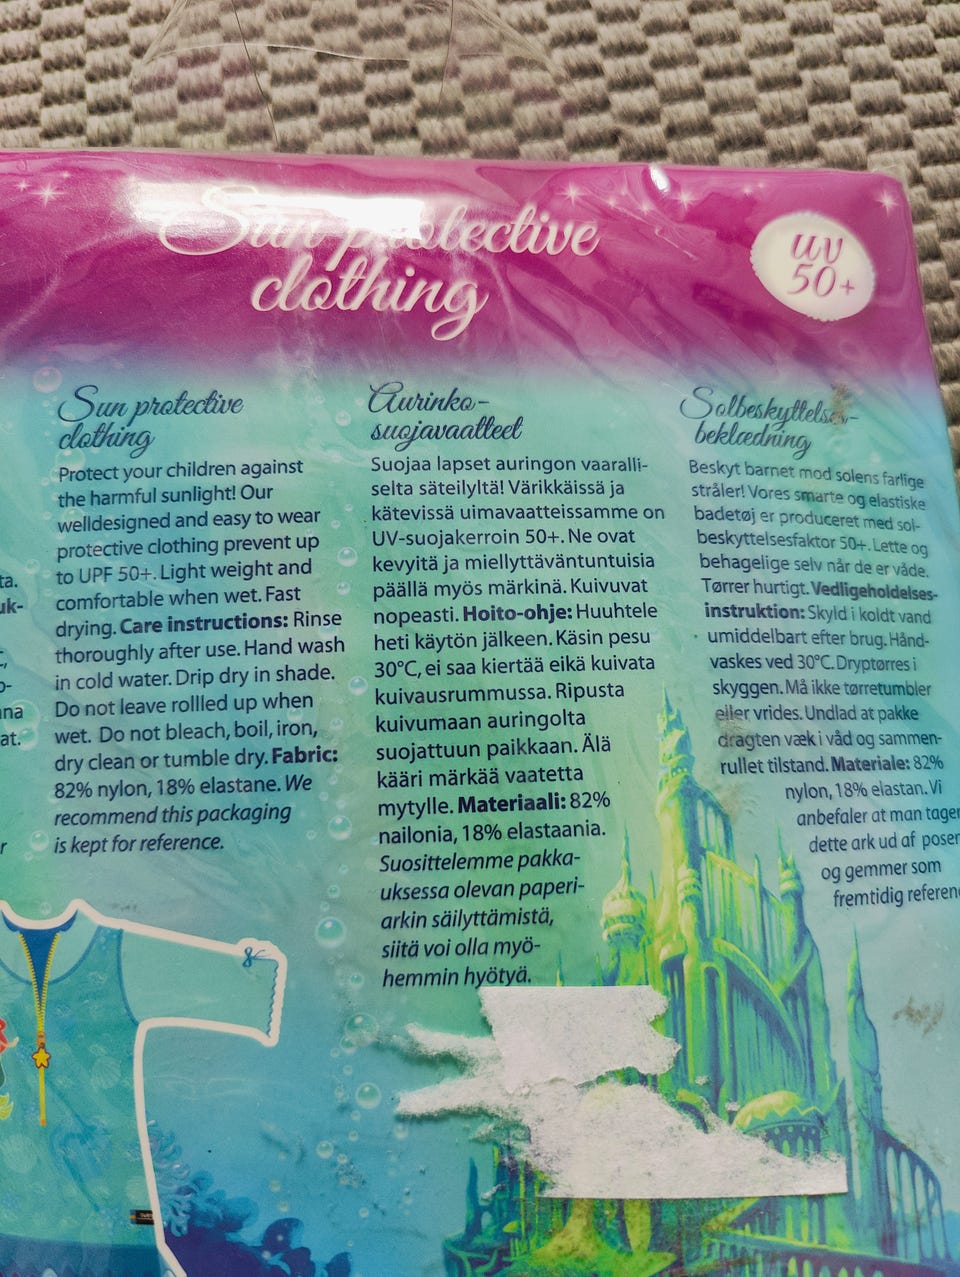 Sun protective
clothing
UV
50+
ta.
uk-
ana
at.
r
Sun protective
clothing
Protect your children against
the harmful sunlight! Our
welldesigned and easy to wear
protective clothing prevent up
to UPF 50+. Light weight and
comfortable when wet. Fast
drying. Care instructions: Rinse
thoroughly after use. Hand wash
in cold water. Drip dry in shade.
Do not leave rollled up when
wet. Do not bleach, boil, iron,
dry clean or tumble dry. Fabric:
82% nylon, 18% elastane. We
recommend this packaging
is kept for reference.
Aurinko-
suojavaatteet
Suojaa lapset auringon vaaralli-
selta säteilyltä! Värikkäissä ja
kätevissä uimavaatteissamme on
UV-suojakerroin 50+. Ne ovat
kevyitä ja miellyttäväntuntuisia
päällä myös märkinä. Kuivuvat
nopeasti. Hoito-ohje: Huuhtele
heti käytön jälkeen. Käsin pesu
30°C, ei saa kiertää eikä kuivata
kuivausrummussa. Ripusta
kuivumaan auringolta
suojattuun paikkaan. Älä
kääri märkää vaatetta
mytylle. Materiaali: 82%
nailonia, 18% elastaania.
Suosittelemme pakka-
uksessa olevan paperi-
arkin säilyttämistä,
siitä voi olla myö-
hemmin hyötyä.
Solbeskyttelses-
beklædning
Beskyt barnet mod solens farlige
stråler! Vores smarte og elastiske
badetøj er produceret med sol-
beskyttelsesfaktor 50+. Lette og
behagelige selv når de er våde.
Tørrer hurtigt. Vedligeholdelses-
instruktion: Skyld i koldt vand
umiddelbart efter brug. Hånd-
vaskes ved 30°C. Dryptørres i
skyggen. Må ikke tørretumbler
eller vrides. Undlad at pakke
dragten væk i våd og sammen-
rullet tilstand. Materiale: 82%
nylon, 18% elastan. Vi
anbefaler at man tager
dette ark ud af posen
og gemmer som
fremtidig referenc
8€